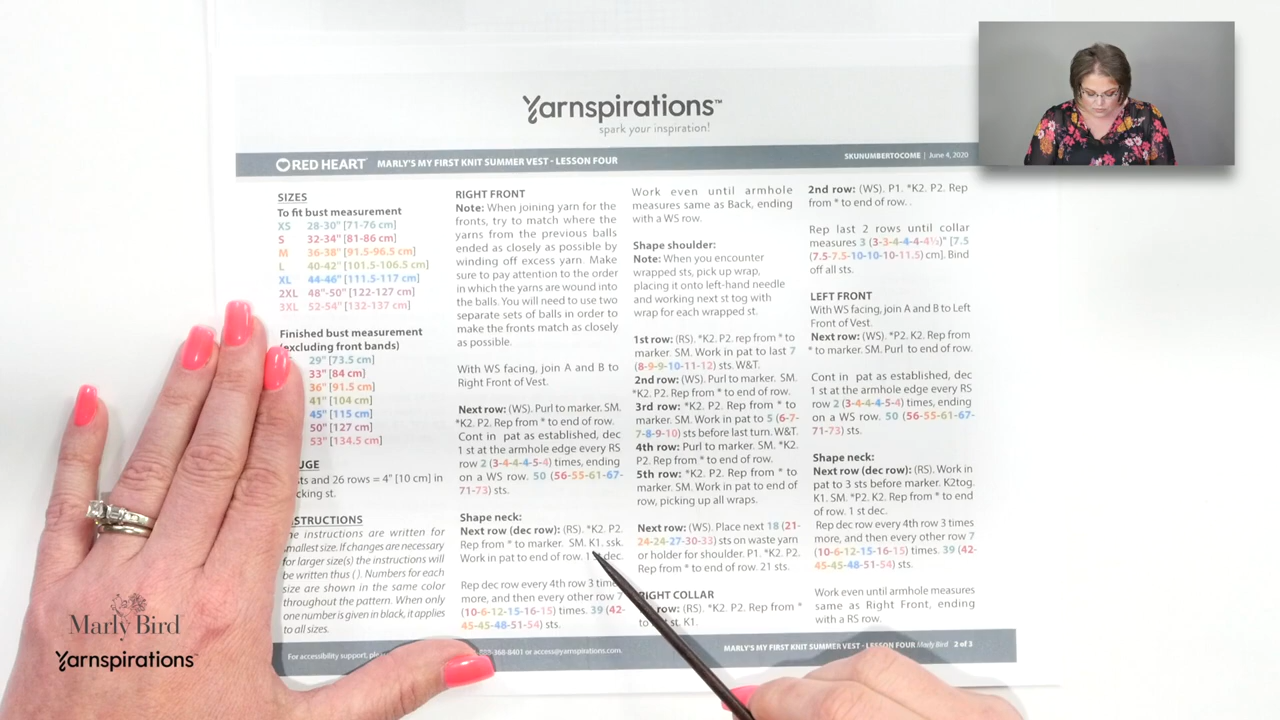 Yarnspirations™
spark your inspiration!
RED HEART® MARLY'S MY FIRST KNIT SUMMER VEST - LESSON FOUR
SKUNUMBERTOCOME | June 4, 2020
SIZES
To fit bust measurement
XS 28-30" [71-76 cm]
S 32-34" [81-86 cm]
M 36-38" [91.5-96.5 cm]
L 40-42" [101.5-106.5 cm]
XL 44-46" [111.5-117 cm]
2XL 48"-50" [122-127 cm]
3XL 52-54" [132-137 cm]
Finished bust measurement
(excluding front bands)
29" [73.5 cm]
33" [84 cm]
36" [91.5 cm]
41" [104 cm]
45" [115 cm]
50" [127 cm]
53" [134.5 cm]
and 26 rows = 4" [10 cm] in
st.
INSTRUCTIONS
The instructions are written for
smallest size. If changes are necessary
for larger size(s) the instructions will
be written thus ( ). Numbers for each
size are shown in the same color
throughout the pattern. When only
one number is given in black, it applies
to all sizes.
RIGHT FRONT
Note: When joining yarn for the
fronts, try to match where the
yarns from the previous balls
ended as closely as possible by
winding off excess yarn. Make
sure to pay attention to the order
in which the yarns are wound into
the balls. You will need to use two
separate sets of balls in order to
make the fronts match as closely
as possible.
With WS facing, join A and B to
Right Front of Vest.
Next row: (WS). Purl to marker. SM.
*K2. P2. Rep from * to end of row.
Cont in pat as established, dec
1 st at the armhole edge every RS
row 2 (3-4-4-4-5-4) times, ending
on a WS row. 50 (56-55-61-67-
71-73) sts.
Shape neck:
Next row (dec row): (RS). *K2. P2.
Rep from * to marker. SM. K1. ssk.
Work in pat to end of row. 1 dec.
Rep dec row every 4th row 3 times
more, and then every other row 7
(10-6-12-15-16-15) times. 39 (42-
45-45-48-51-54) sts.
Work even until armhole
measures same as Back, ending
with a WS row.
Shape shoulder:
Note: When you encounter
wrapped sts, pick up wrap,
placing it onto left-hand needle
and working next st tog with
wrap for each wrapped st.
1st row: (RS). *K2. P2. rep from * to
marker. SM. Work in pat to last 7
(8-9-9-10-11-12) sts. W&T.
2nd row: (WS). Purl to marker. SM.
*K2. P2. Rep from * to end of row.
3rd row: *K2. P2. Rep from * to
marker. SM. Work in pat to 5 (6-7-
7-8-9-10) sts before last turn. W&T.
4th row: Purl to marker. SM. *K2.
P2. Rep from * to end of row.
5th row: *K2. P2. Rep from * to
marker. SM. Work in pat to end of
row, picking up all wraps.
Next row: (WS). Place next 18 (21-
24-24-27-30-33) sts on waste yarn
or holder for shoulder. P1. *K2. P2.
Rep from * to end of row. 21 sts.
RIGHT COLLAR
row: (RS). *K2. P2. Rep from *
to st. K1.
2nd row: (WS). P1. *K2. P2. Rep
from * to end of row. .
Rep last 2 rows until collar
measures 3 (3-3-4-4-4-4½)" [7.5
(7.5-7.5-10-10-10-11.5) cm]. Bind
off all sts.
LEFT FRONT
With WS facing, join A and B to Left
Front of Vest.
Next row: (WS). *P2. K2. Rep from
* to marker. SM. Purl to end of row.
Cont in pat as established, dec
1 st at the armhole edge every RS
row 2 (3-4-4-4-5-4) times, ending
on a WS row. 50 (56-55-61-67-
71-73) sts.
Shape neck:
Next row (dec row): (RS). Work in
pat to 3 sts before marker. K2tog.
K1. SM. *P2. K2. Rep from * to end
of row. 1 st dec.
Rep dec row every 4th row 3 times
more, and then every other row 7
(10-6-12-15-16-15) times. 39 (42-
45-45-48-51-54) sts.
Work even until armhole measures
same as Right Front, ending
with a RS row.
For accessibility support, 368-8401 or access@yarnspirations.com.
MARLY'S MY FIRST KNIT SUMMER VEST - LESSON FOUR Marly Bird 2 of 3
Marly Bird
Yarnspirations™